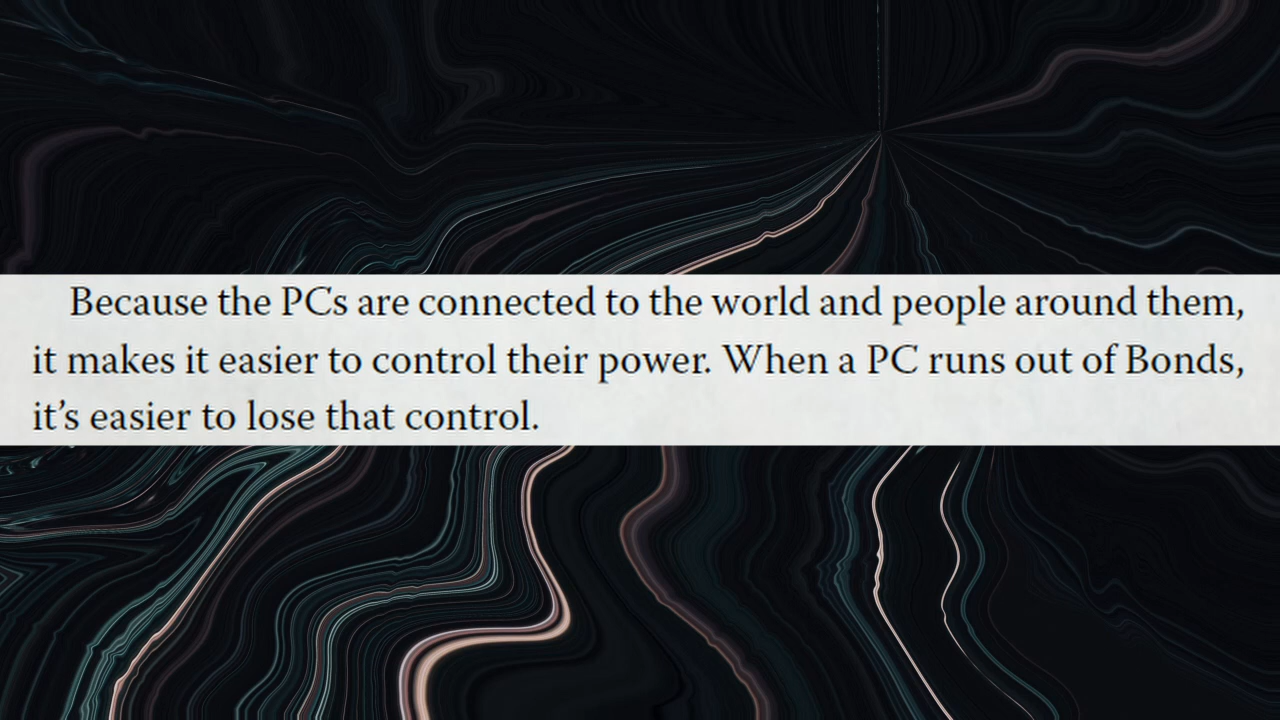 Because the PCs are connected to the world and people around them,
it makes it easier to control their power. When a PC runs out of Bonds,
it’s easier to lose that control.